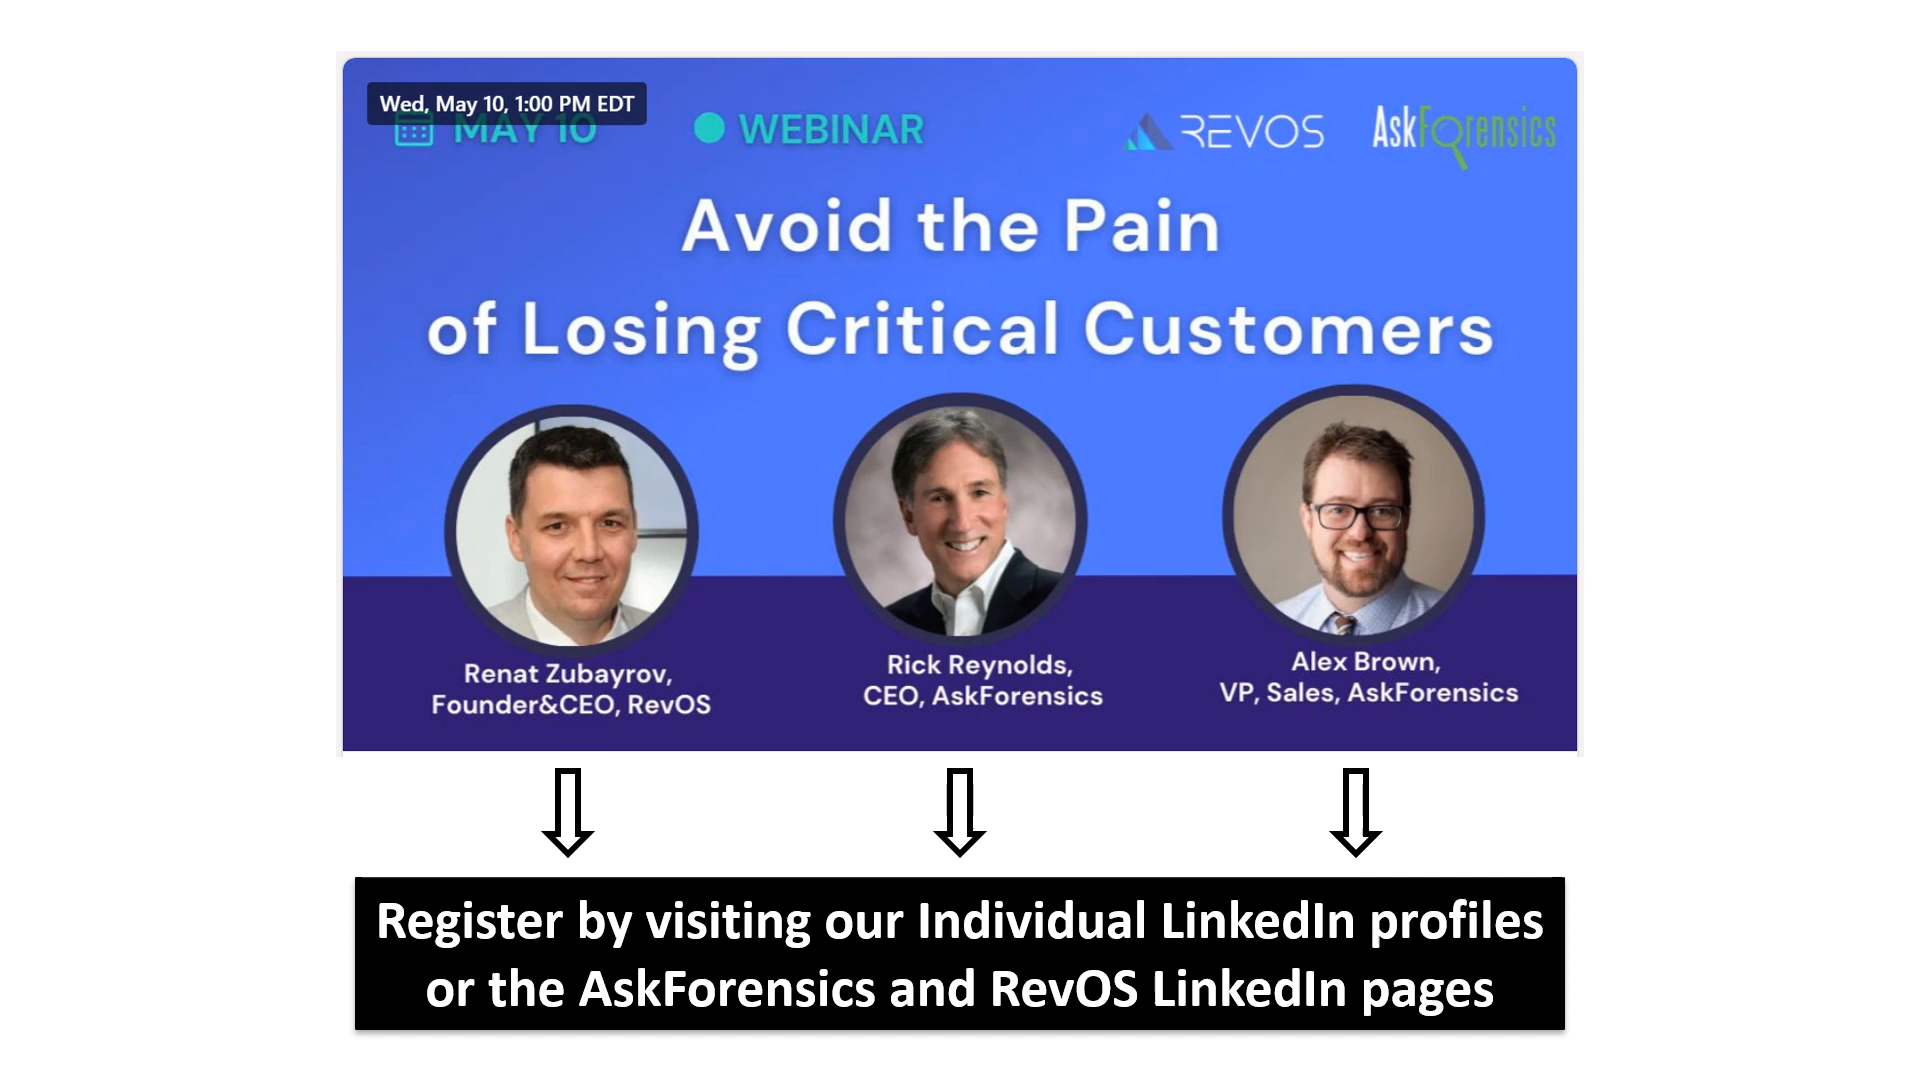 Wed, May 10, 1:00 PM EDT
MAY 10
WEBINAR
REVOS
AskForensics
Avoid the Pain
of Losing Critical Customers
Renat Zubayrov,
Founder&CEO, RevOS
Rick Reynolds,
CEO, AskForensics
Alex Brown,
VP, Sales, AskForensics
Register by visiting our Individual LinkedIn profiles
or the AskForensics and RevOS LinkedIn pages